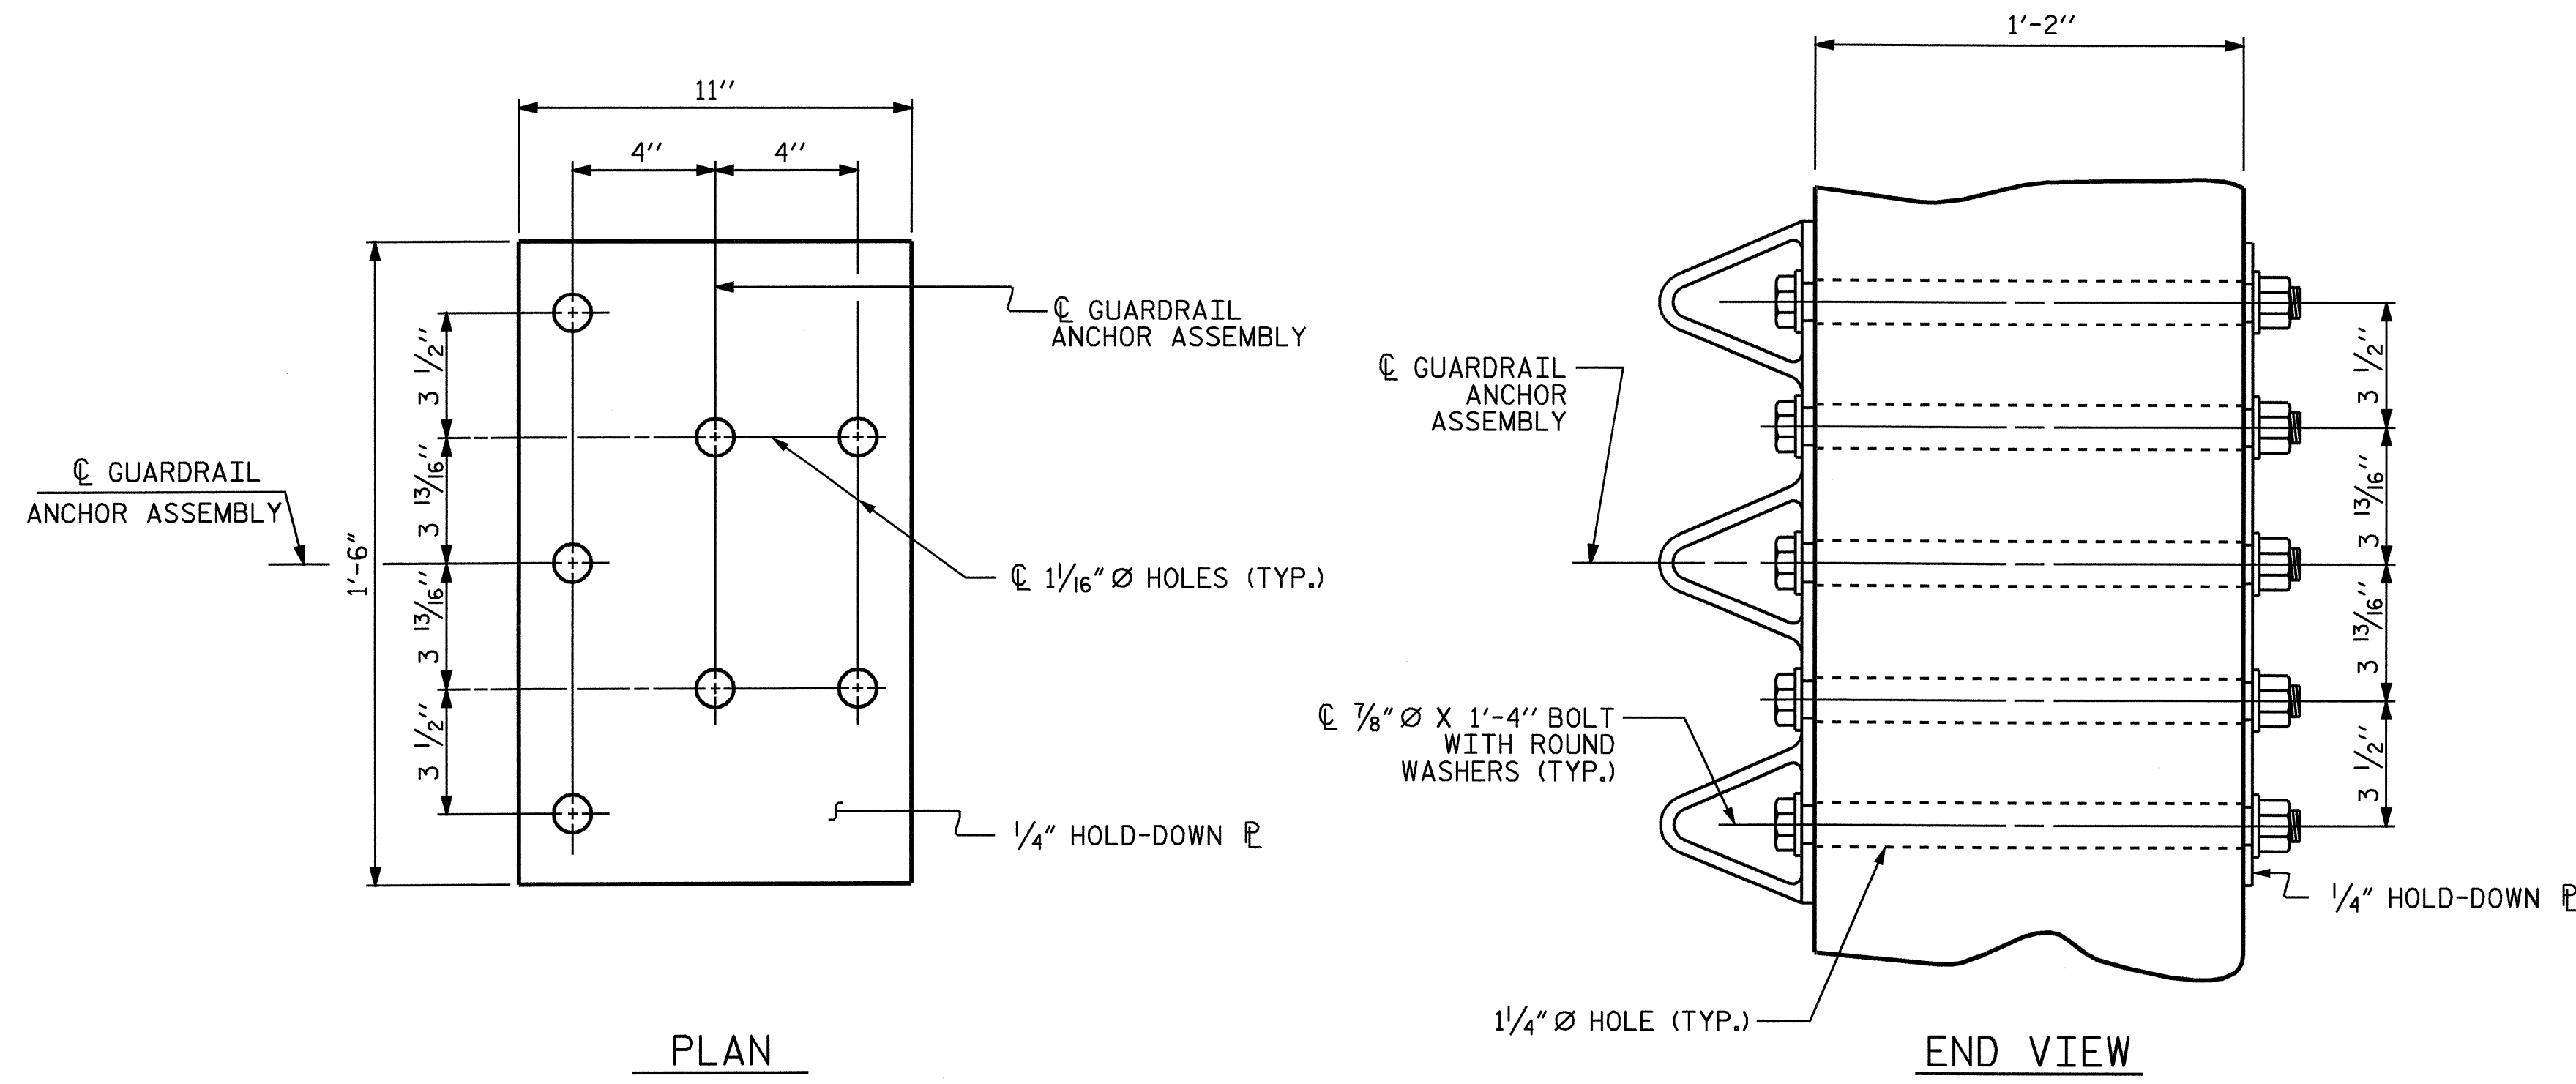 11''
4''
4''
℄ GUARDRAIL
ANCHOR ASSEMBLY
℄ GUARDRAIL
ANCHOR ASSEMBLY
1'-6"
3 1/2''
3 13/16''
3 13/16''
3 1/2''
℄ 1 1/16" Ø HOLES (TYP.)
1/4" HOLD-DOWN ⅊
PLAN
1'-2''
℄ GUARDRAIL
ANCHOR
ASSEMBLY
3 1/2''
3 13/16''
3 13/16''
3 1/2''
℄ 7/8" Ø X 1'-4'' BOLT
WITH ROUND
WASHERS (TYP.)
1/4" HOLD-DOWN ⅊
1 1/4" Ø HOLE (TYP.)
END VIEW